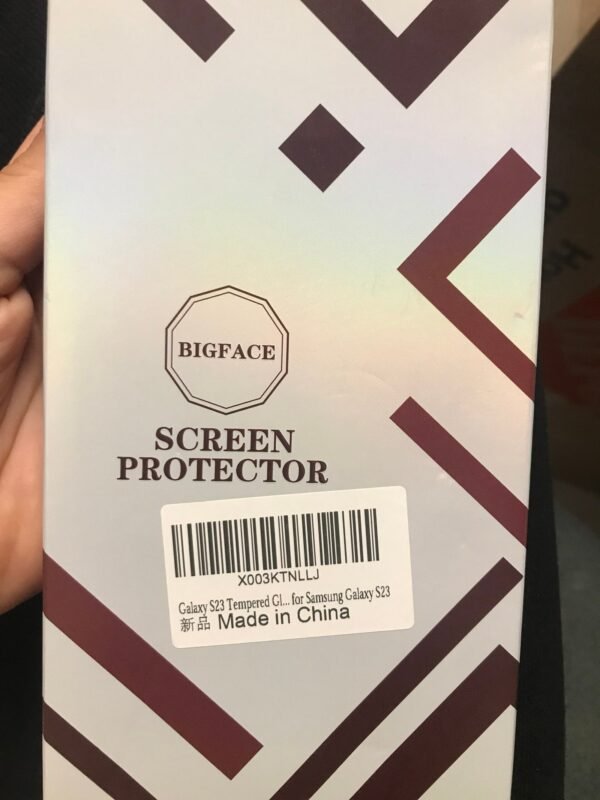 BIGFACE
SCREEN
PROTECTOR
X003KTNLLJ
Galaxy S23 Tempered Gl... for Samsung Galaxy S23
新品 Made in China